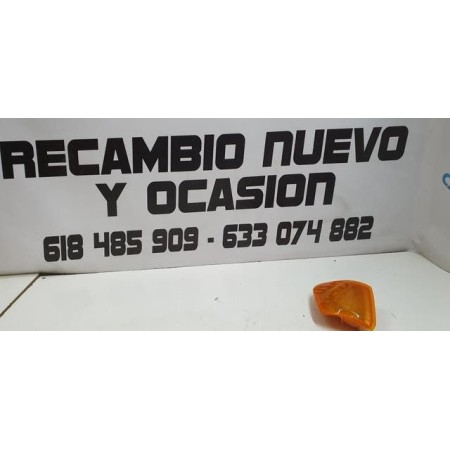 RECAMBIO NUEVO
Y OCASION
618 485 909 - 633 074 882